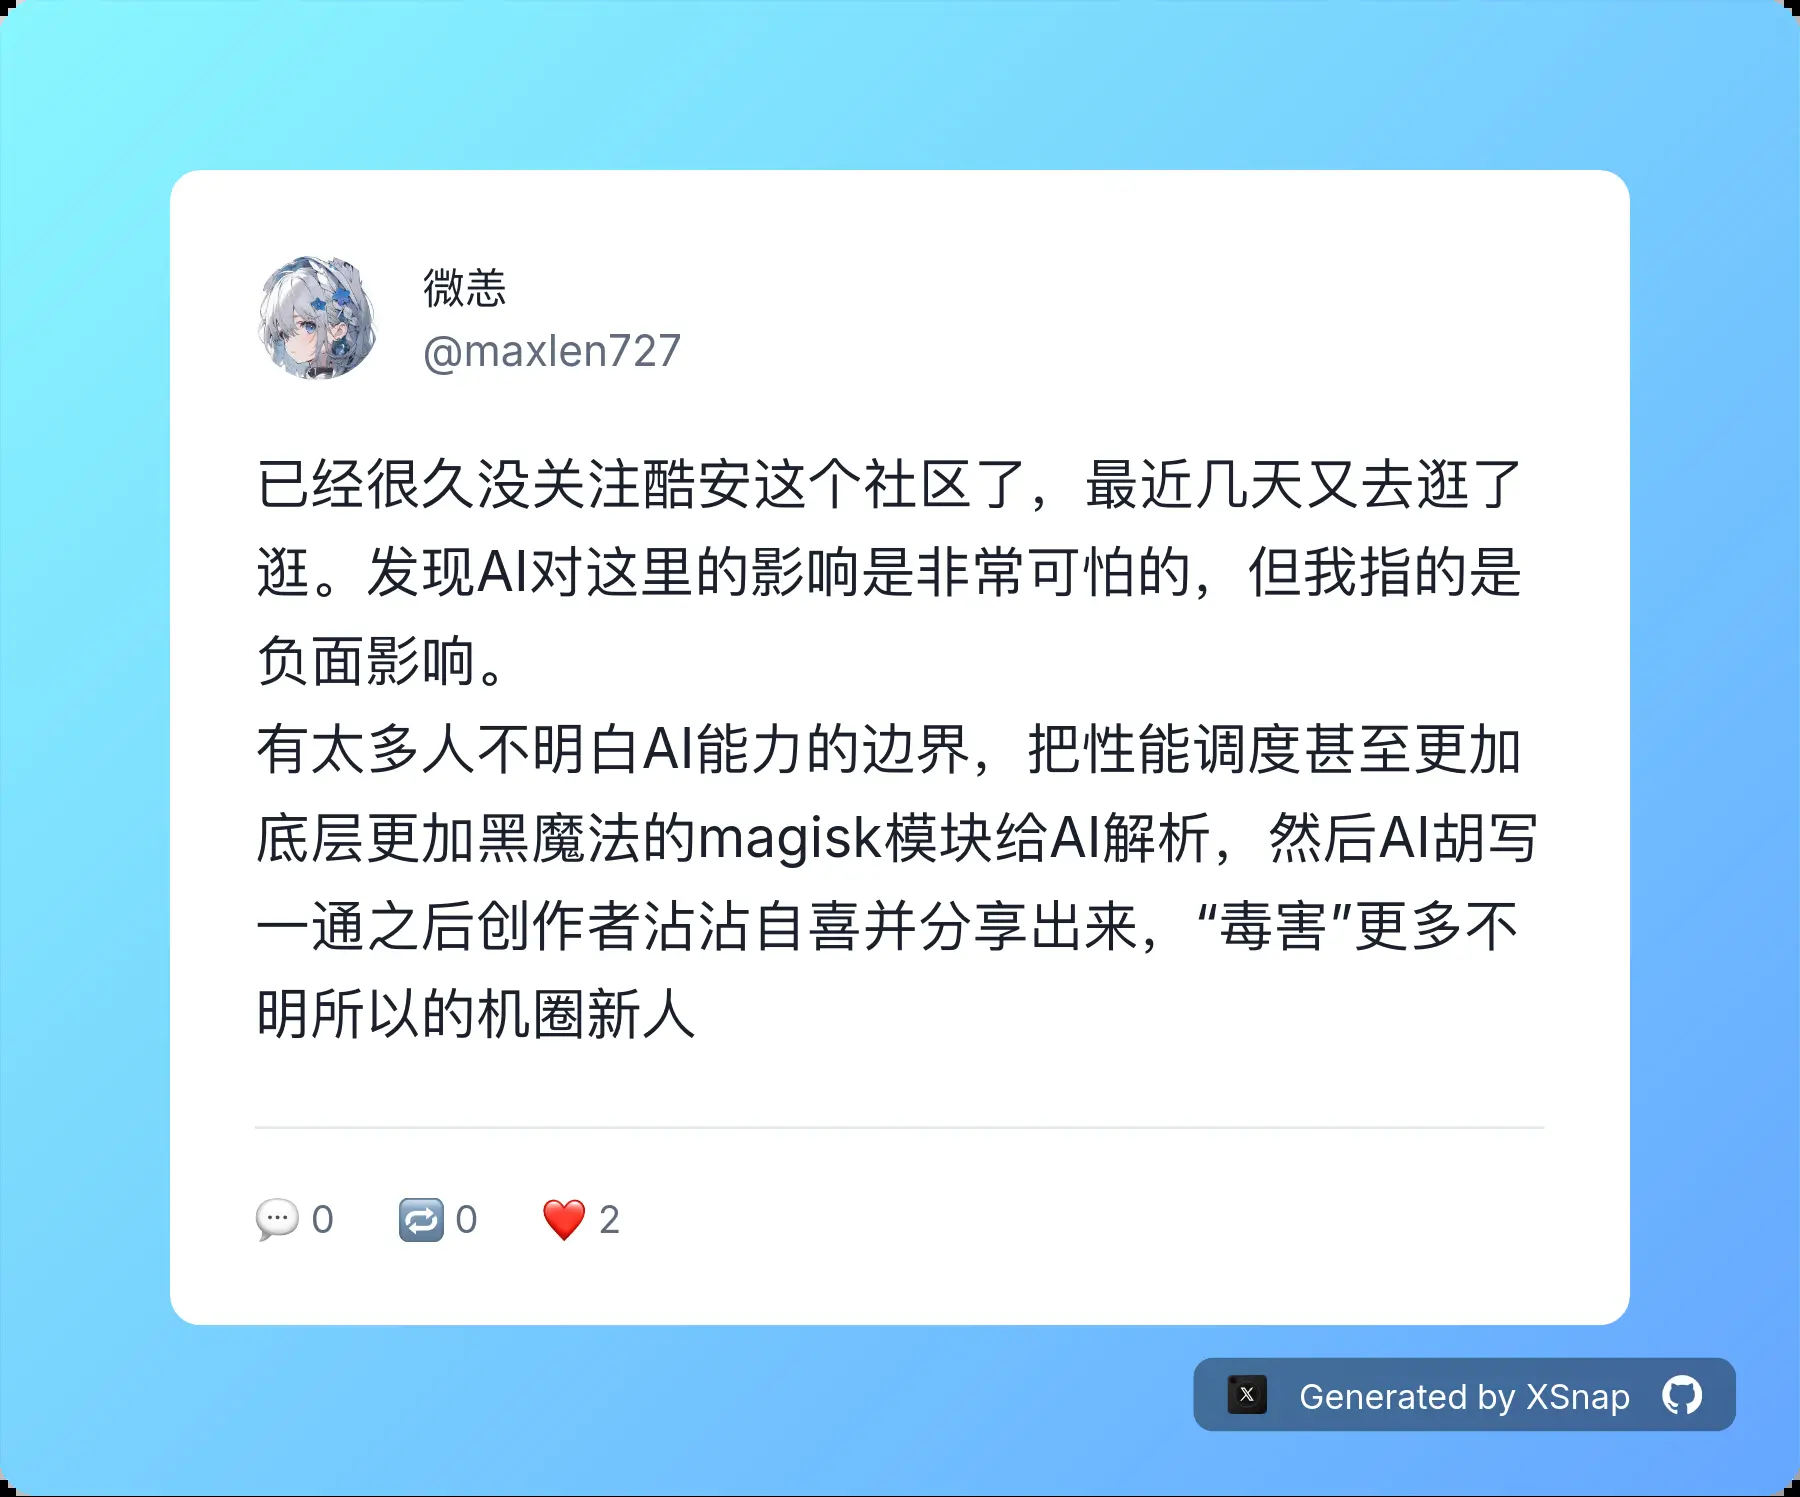 微恙
@maxlen727
已经很久没关注酷安这个社区了，最近几天又去逛了
逛。发现AI对这里的影响是非常可怕的，但我指的是
负面影响。
有太多人不明白AI能力的边界，把性能调度甚至更加
底层更加黑魔法的magisk模块给AI解析，然后AI胡写
一通之后创作者沾沾自喜并分享出来，“毒害”更多不
明所以的机圈新人
0 0 2
Generated by XSnap